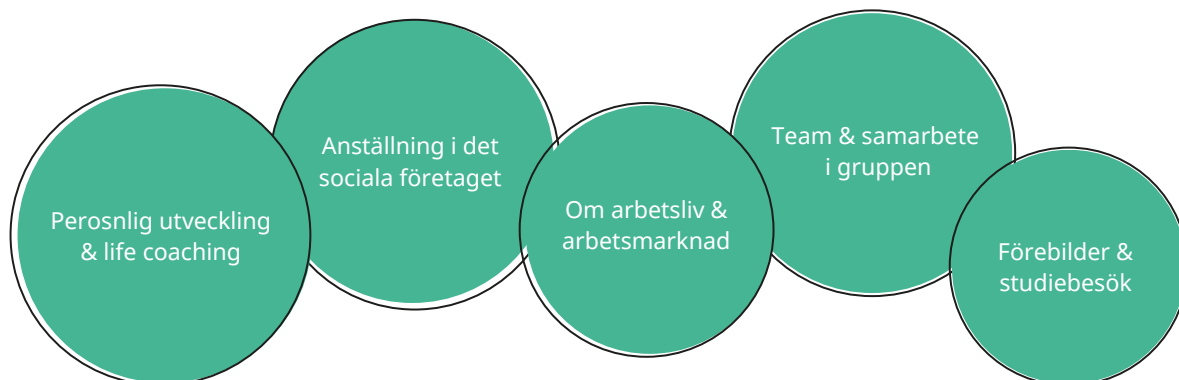 Perosnlig utveckling
& life coaching
Anställning i det
sociala företaget
Om arbetsliv &
arbetsmarknad
Team & samarbete
i gruppen
Förebilder &
studiebesök